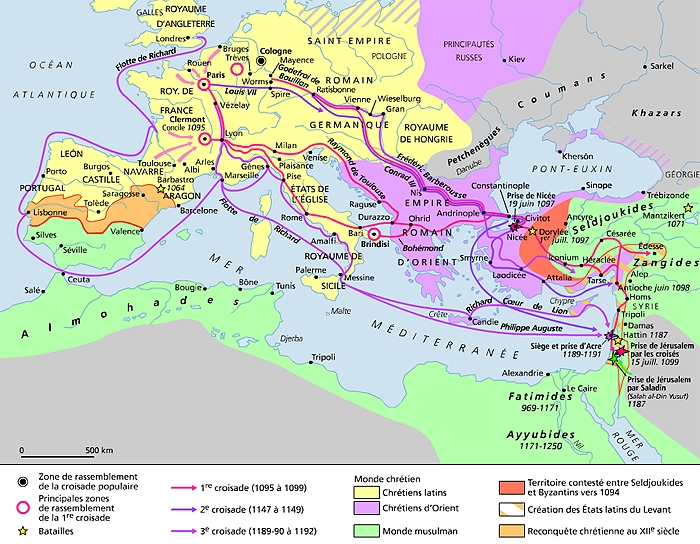 GALLES
ROYAUME
D'ANGLETERRE
Londres
Flotte de Richard
OCÉAN
ATLANTIQUE
Bruges
Trèves
Cologne
Mayence
Rouen
Paris
Worms
Spire
Godefroi de
Bouillon
Louis VII
Ratisbonne
SAINT EMPIRE
ROMAIN
GERMANIQUE
POLOGNE
PRINCIPAUTÉS
RUSSES
Kiev
Sarkel
Coumans
Khazars
Petchenègues
Danube
ROY. DE
FRANCE
Vézelay
Clermont
Concile 1095
Lyon
Vienne
Wieselburg
Gran
ROYAUME
DE HONGRIE
Milan
Venise
Gênes
Marseille
Arles
Albi
Toulouse
NAVARRE
Barbastro
1064
ARAGON
Barcelone
LEÓN
Burgos
CASTILLE
Porto
PORTUGAL
Saragosse
Tolède
Lisbonne
Valence
Silves
Séville
Salé
Ceuta
Almohades
Bougie
Bône
Tunis
MER
MÉDITERRANÉE
Flotte de
Richard
ÉTATS DE
L'ÉGLISE
Rome
Amalfi
ROYAUME DE
SICILE
Palerme
Messine
Malte
Djerba
Tripoli
Bari
Brindisi
Raguse
Durazzo
Ohrid
Raymond de Toulouse
Bohémond
Conrad III
Frédéric Barberousse
Nis
EMPIRE
ROMAIN
D'ORIENT
Andrinople
Constantinople
Prise de Nicée
19 juin 1097
Civitot
Nicée
Dorylée
1er juil. 1097
Ancyre
PONT-EUXIN
Khersôn
Sinope
Trébizonde
GÉORGIE
Mantzikert
1071
Seldjoukides
Césarée
Zangides
Edesse
Iconium
Héraclée
Smyrne
Laodicée
Attalia
Tarse
Alep
Antioche juin 1098
Homs
SYRIE
Chypre
Crête
Candie
Richard Cœur de Lion
Philippe Auguste
Tripoli
Damas
Hattin 1187
Siège et prise d'Acre
1189-1191
Prise de Jérusalem
par les croisés
15 juil. 1099
Prise de Jérusalem
par Saladin
(Salah al-Din Yusuf)
1187
Alexandrie
Le Caire
Fatimides
969-1171
Ayyubides
1171-1250
Nil
MER
ROUGE
0 500 km
Zone de rassemblement
de la croisade populaire
Principales zones
de rassemblement
de la 1re croisade
Batailles
1re croisade (1095 à 1099)
2e croisade (1147 à 1149)
3e croisade (1189-90 à 1192)
Monde chrétien
Chrétiens latins
Chrétiens d'Orient
Monde musulman
Territoire contesté entre Seldjoukides
et Byzantins vers 1094
Création des États latins du Levant
Reconquête chrétienne au XIIe siècle